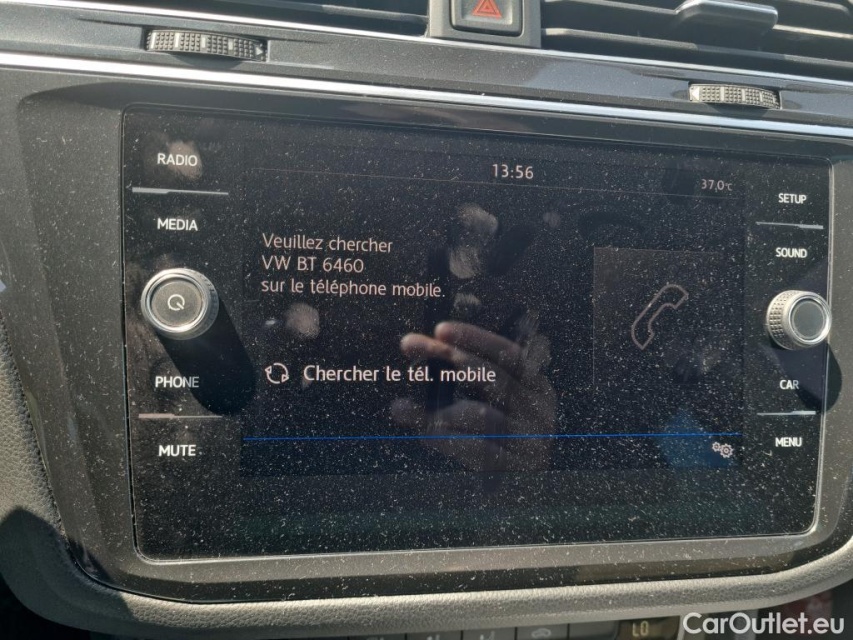 RADIO
13:56
37,0°C
SETUP
MEDIA
SOUND
Veuillez chercher
VW BT 6460
sur le téléphone mobile.
PHONE
Chercher le tél. mobile
CAR
MUTE
MENU
LO
CarOutlet.eu